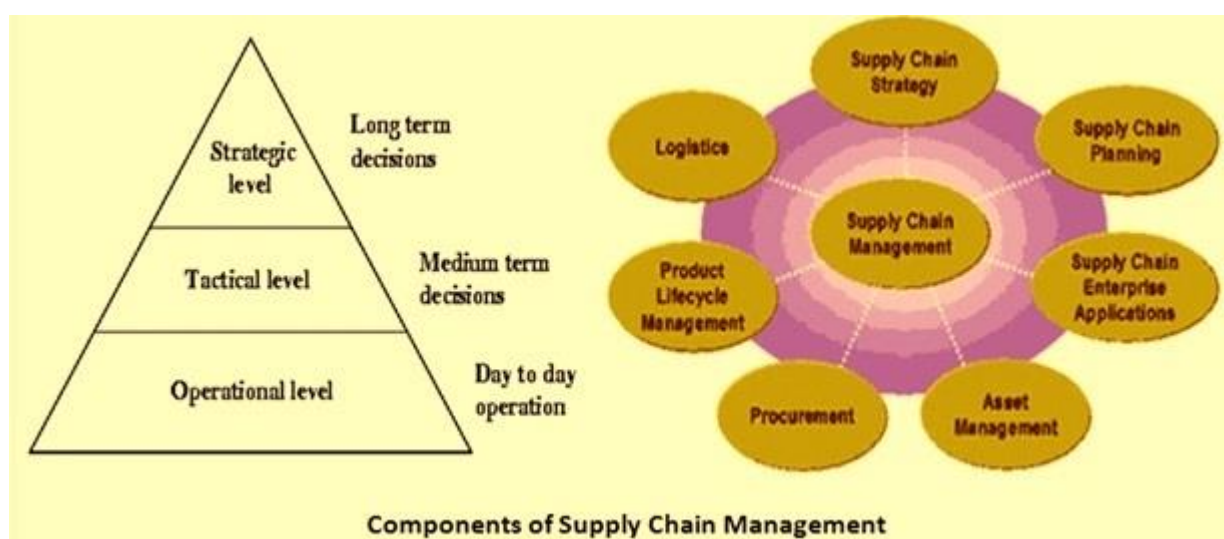 Strategic
level
Long term
decisions
Tactical level
Medium term
decisions
Operational level
Day to day
operation
Supply Chain
Strategy
Logistics
Supply Chain
Planning
Supply Chain
Management
Product
Lifecycle
Management
Supply Chain
Enterprise
Applications
Procurement
Asset
Management
Components of Supply Chain Management